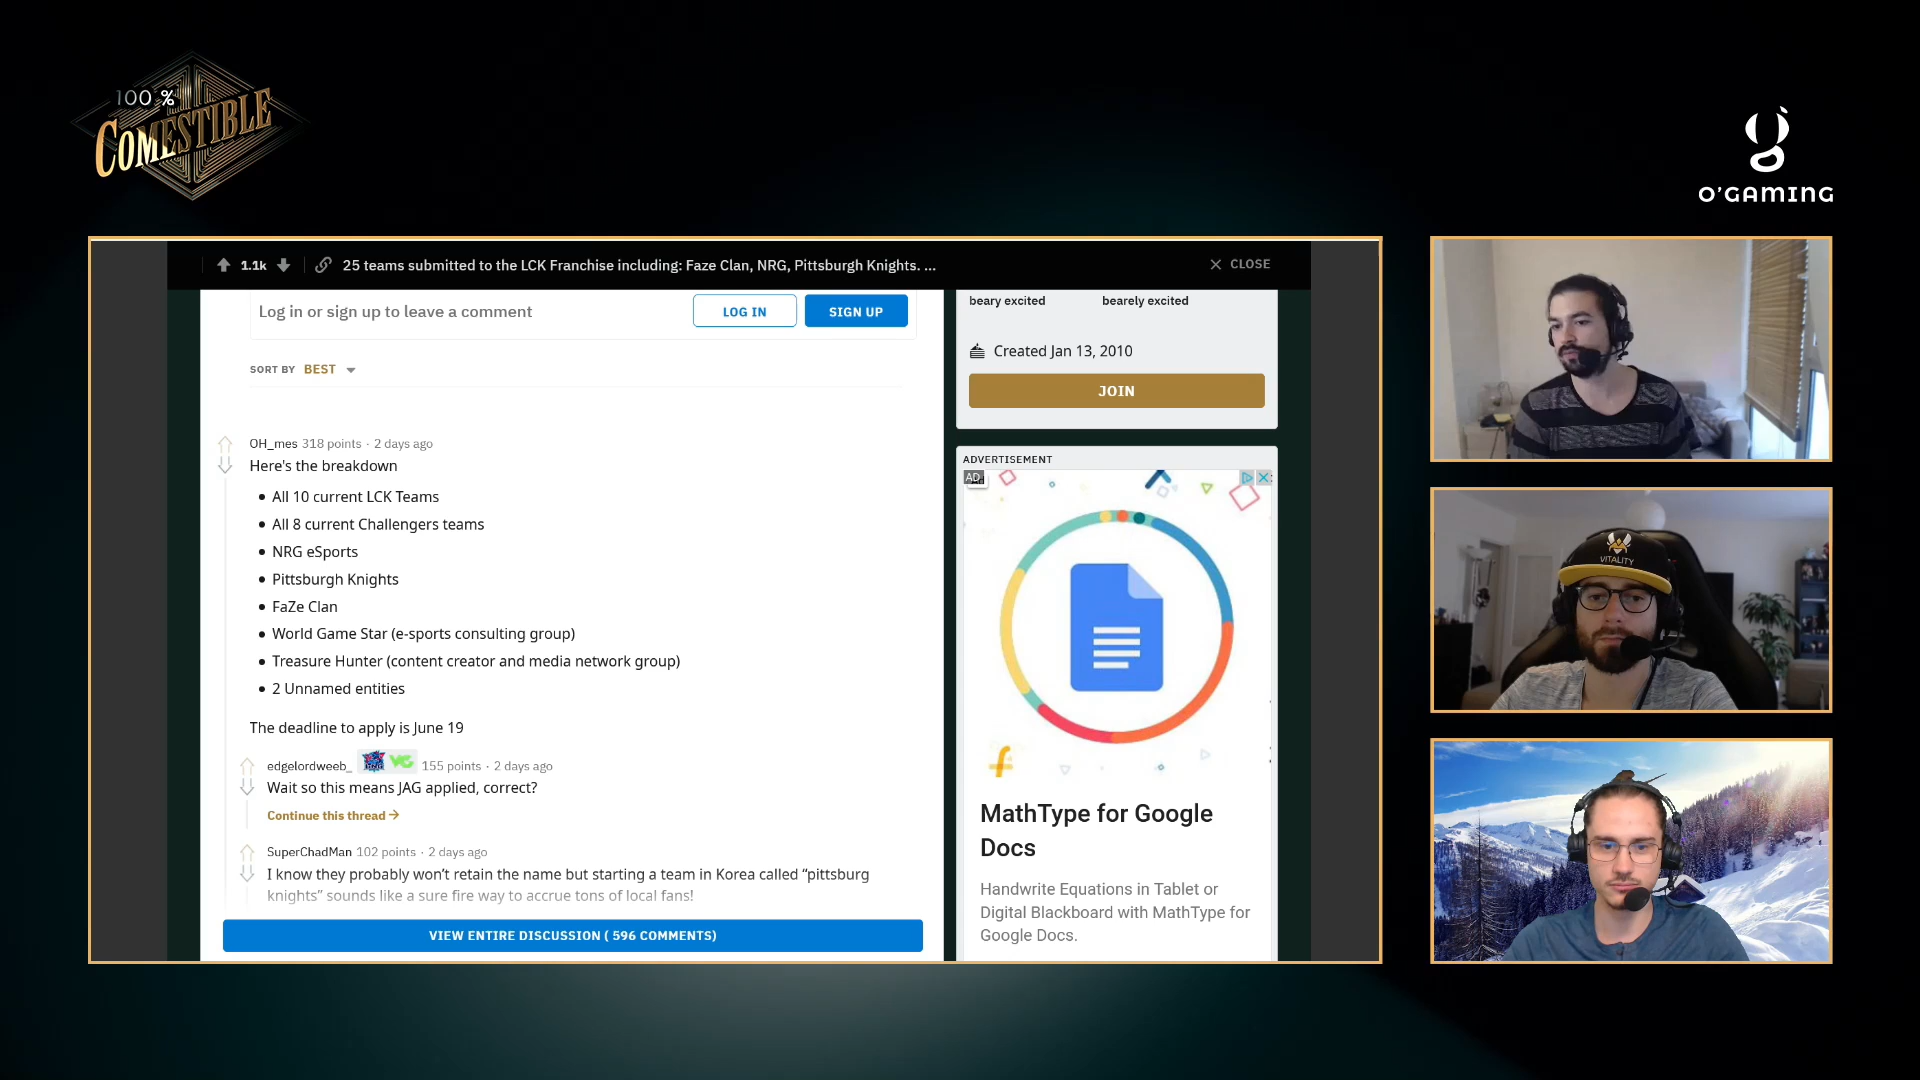 100 %
COMESTIBLE
O'GAMING
1.1k
25 teams submitted to the LCK Franchise including: Faze Clan, NRG, Pittsburgh Knights. ...
CLOSE
Log in or sign up to leave a comment
LOG IN
SIGN UP
SORT BY BEST
OH_mes 318 points · 2 days ago
Here's the breakdown
All 10 current LCK Teams
All 8 current Challengers teams
NRG eSports
Pittsburgh Knights
FaZe Clan
World Game Star (e-sports consulting group)
Treasure Hunter (content creator and media network group)
2 Unnamed entities
The deadline to apply is June 19
edgelordweeb_ 155 points · 2 days ago
Wait so this means JAG applied, correct?
Continue this thread
SuperChadMan 102 points · 2 days ago
I know they probably won't retain the name but starting a team in Korea called “pittsburg
knights” sounds like a sure fire way to accrue tons of local fans!
VIEW ENTIRE DISCUSSION ( 596 COMMENTS)
beary excited
bearely excited
Created Jan 13, 2010
JOIN
ADVERTISEMENT
AD
MathType for Google
Docs
Handwrite Equations in Tablet or
Digital Blackboard with MathType for
Google Docs.
VITALITY